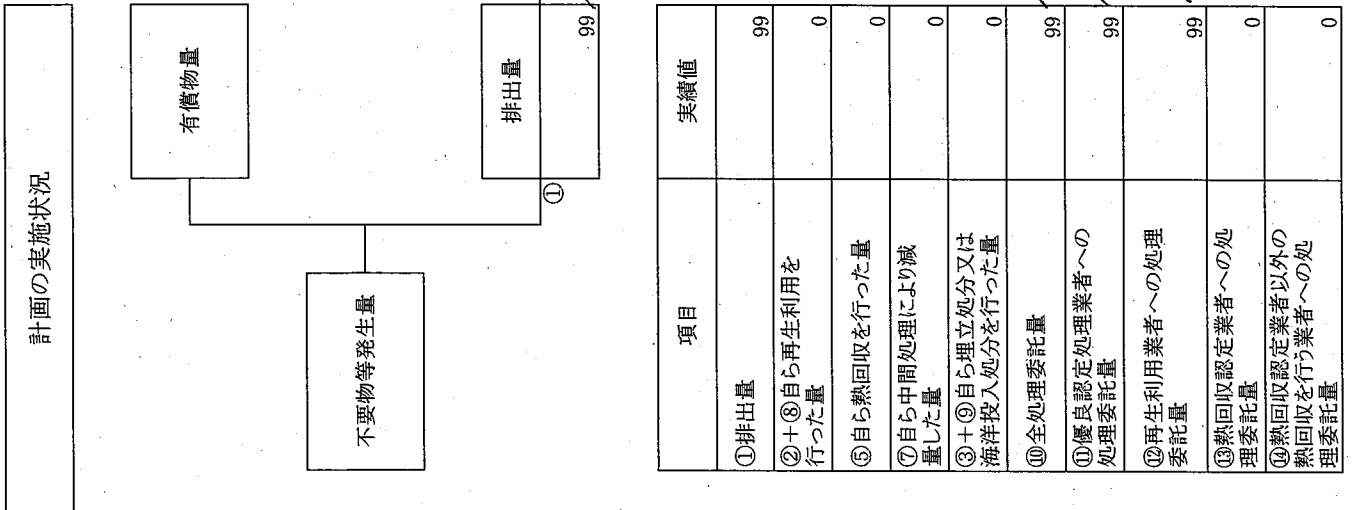 計画の実施状況
有償物量
不要物等発生量
排出量
①
99
項目
実績値
①排出量
99
②+⑧自ら再生利用を
行った量
0
⑤自ら熱回収を行った量
0
⑦自ら中間処理により減
量した量
0
③+⑨自ら埋立処分又は
海洋投入処分を行った量
0
⑩全処理委託量
99
⑪優良認定処理業者への
処理委託量
99
⑫再生利用業者への処理
委託量
99
⑬熱回収認定業者への処
理委託量
0
⑭熱回収認定業者以外の
熱回収を行う業者への処
理委託量
0